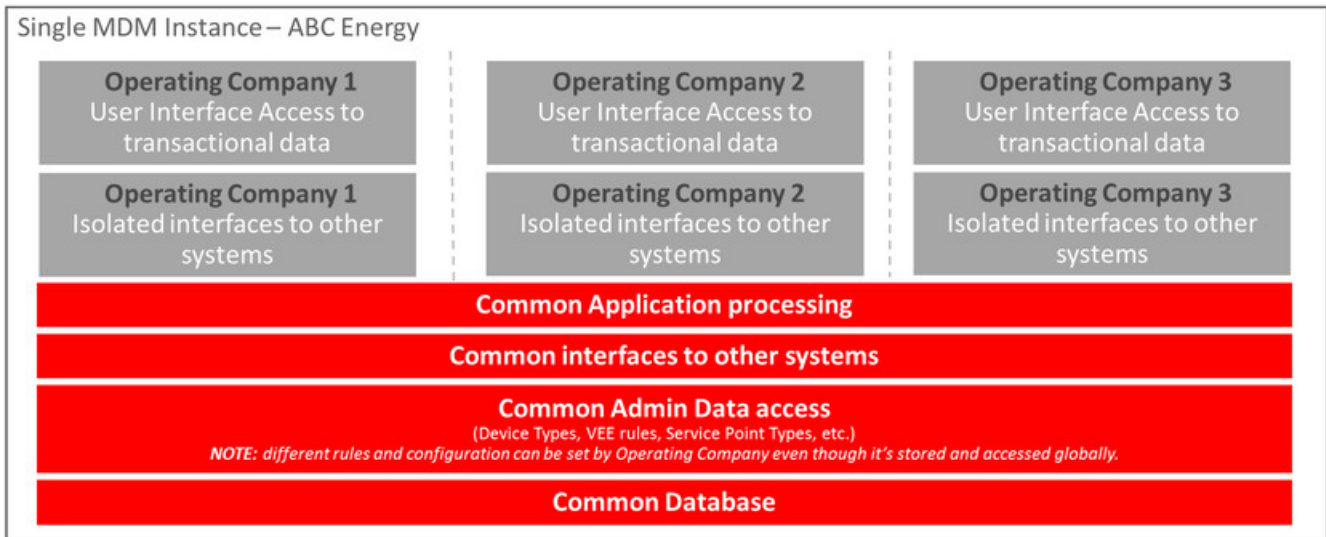 Single MDM Instance – ABC Energy
Operating Company 1
User Interface Access to
transactional data
Operating Company 2
User Interface Access to
transactional data
Operating Company 3
User Interface Access to
transactional data
Operating Company 1
Isolated interfaces to other
systems
Operating Company 2
Isolated interfaces to other
systems
Operating Company 3
Isolated interfaces to other
systems
Common Application processing
Common interfaces to other systems
Common Admin Data access
(Device Types, VEE rules, Service Point Types, etc.)
NOTE: different rules and configuration can be set by Operating Company even though it's stored and accessed globally.
Common Database